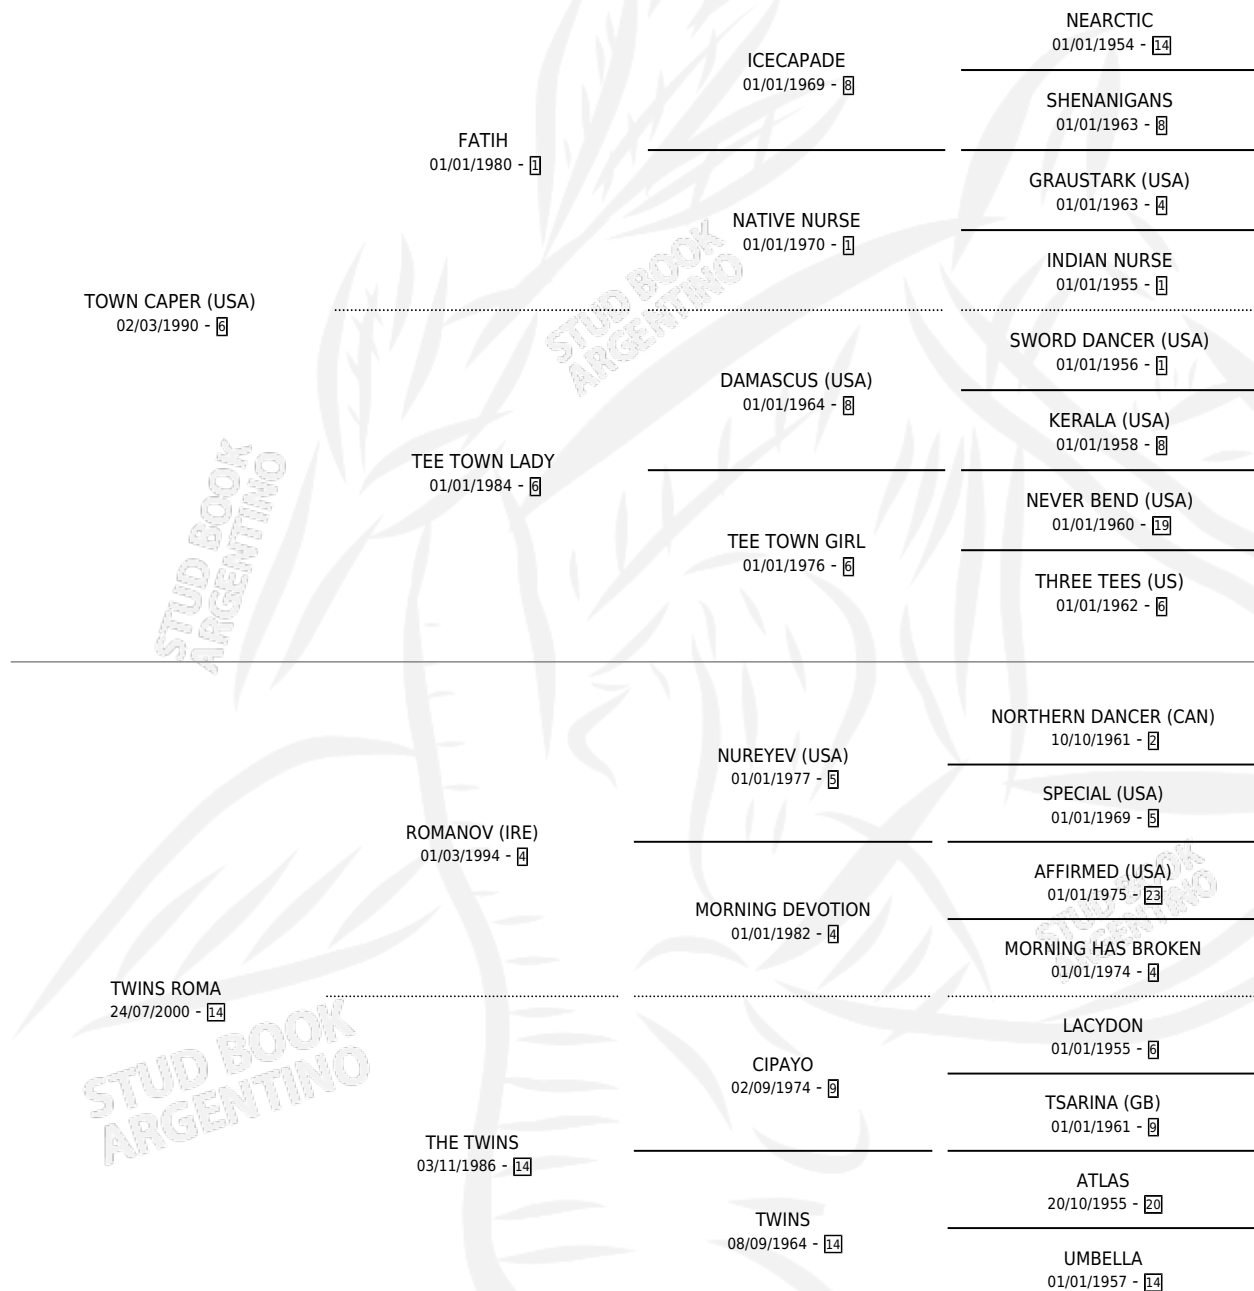 NEARCTIC
01/01/1954 - 14
ICECAPADE
01/01/1969 - 8
SHENANIGANS
01/01/1963 - 8
FATIH
01/01/1980 - 1
GRAUSTARK (USA)
01/01/1963 - 4
NATIVE NURSE
01/01/1970 - 1
INDIAN NURSE
01/01/1955 - 1
TOWN CAPER (USA)
02/03/1990 - 6
SWORD DANCER (USA)
01/01/1956 - 1
DAMASCUS (USA)
01/01/1964 - 8
KERALA (USA)
01/01/1958 - 8
TEE TOWN LADY
01/01/1984 - 6
NEVER BEND (USA)
01/01/1960 - 19
TEE TOWN GIRL
01/01/1976 - 6
THREE TEES (US)
01/01/1962 - 6
NORTHERN DANCER (CAN)
10/10/1961 - 2
NUREYEV (USA)
01/01/1977 - 5
SPECIAL (USA)
01/01/1969 - 5
ROMANOV (IRE)
01/03/1994 - 4
AFFIRMED (USA)
01/01/1975 - 23
MORNING DEVOTION
01/01/1982 - 4
MORNING HAS BROKEN
01/01/1974 - 4
TWINS ROMA
24/07/2000 - 14
LACYDON
01/01/1955 - 6
CIPAYO
02/09/1974 - 9
TSARINA (GB)
01/01/1961 - 9
THE TWINS
03/11/1986 - 14
ATLAS
20/10/1955 - 20
TWINS
08/09/1964 - 14
UMBELLA
01/01/1957 - 14
STUD BOOK
ARGENTINO
STUD BOOK
ARGENTINO
STUD BOOK
ARGENTINO
STUD BOOK
ARGENTINO